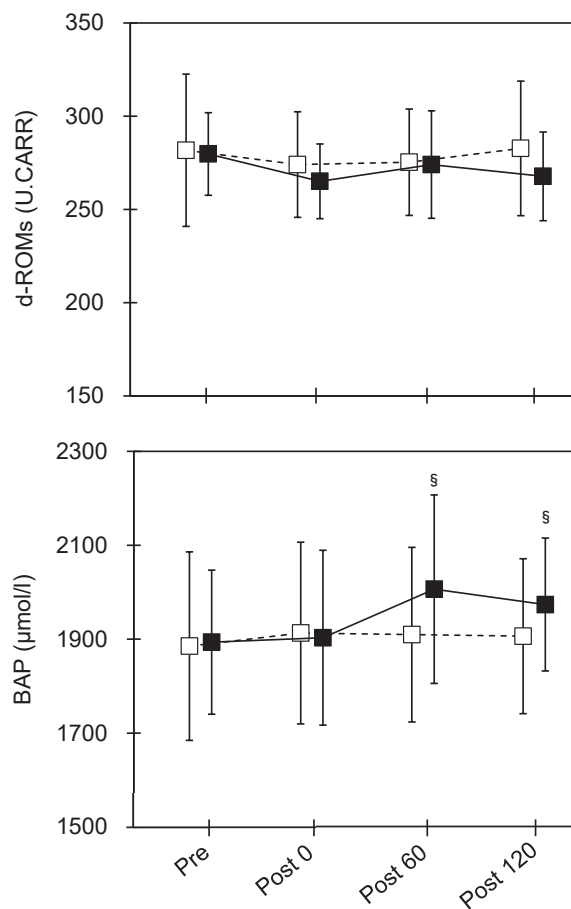 350
300
250
200
150
d-ROMs (U.CARR)
2300
2100
1900
1700
1500
BAP (μmol/l)
§
§
Pre
Post 0
Post 60
Post 120